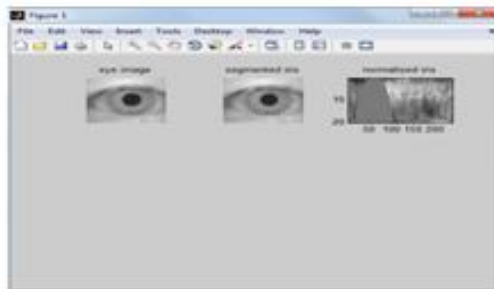 Figure 1
File Edit View Insert Tools Desktop Window Help
eye image segmented iris normalised iris
10
20
50 100 150 200